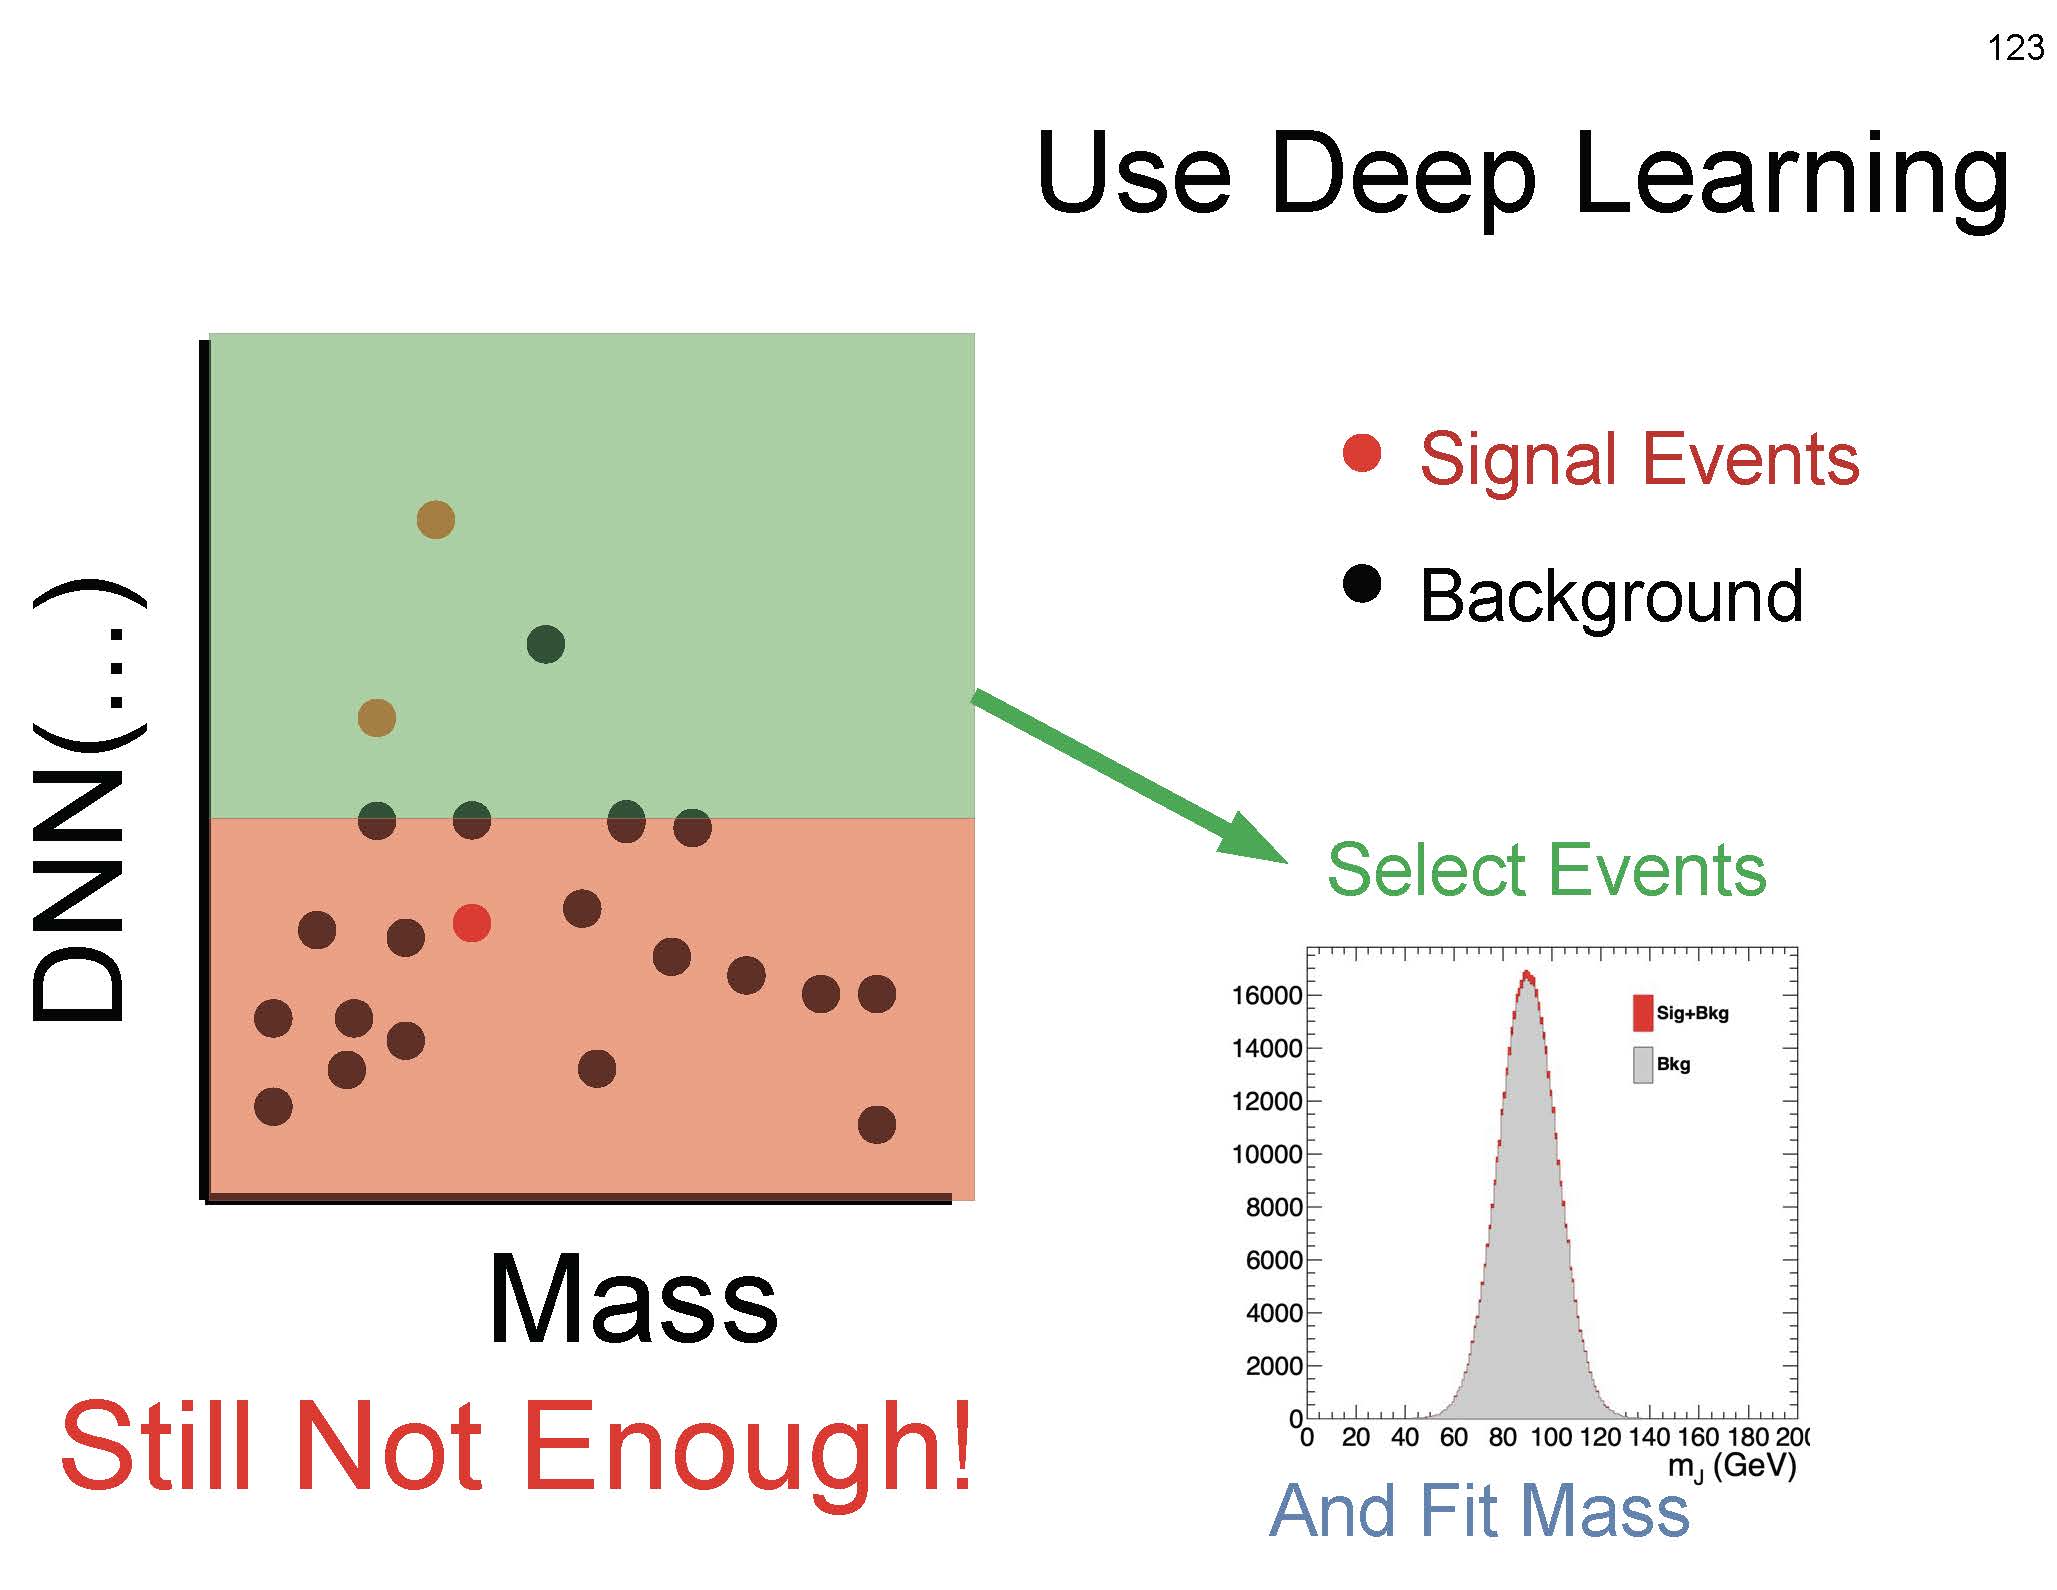 123
Use Deep Learning
DNN(...)
Signal Events
Background
Select Events
16000
14000
12000
10000
8000
6000
4000
2000
0
Sig+Bkg
Bkg
0 20 40 60 80 100 120 140 160 180 200
m_J (GeV)
Mass
Still Not Enough!
And Fit Mass